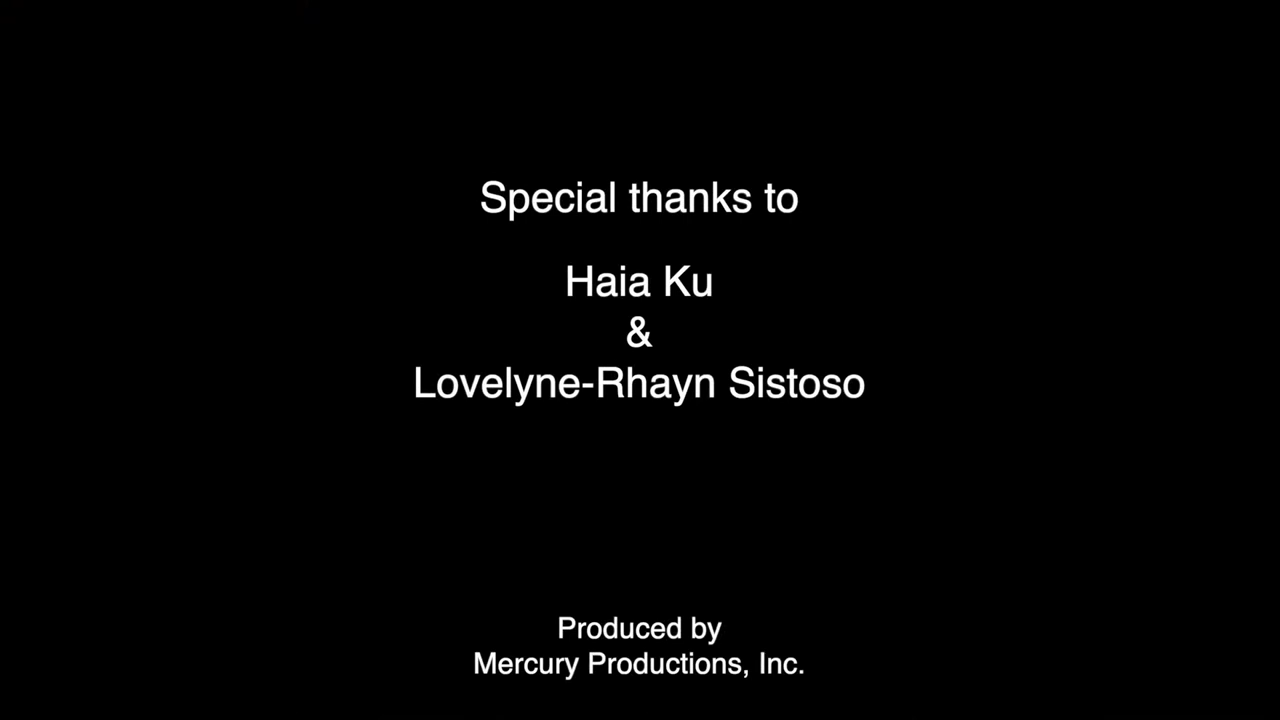 Special thanks to
Haia Ku
&
Lovelyne-Rhayn Sistoso
Produced by
Mercury Productions, Inc.